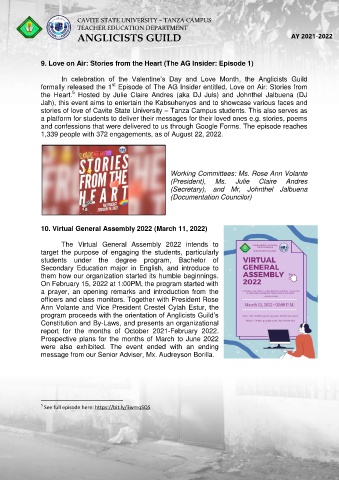 CAVITE STATE UNIVERSITY – TANZA CAMPUS
TEACHER EDUCATION DEPARTMENT
ANGLICISTS GUILD
AY 2021-2022
9. Love on Air: Stories from the Heart (The AG Insider: Episode 1)
In celebration of the Valentine's Day and Love Month, the Anglicists Guild
formally released the 1st Episode of The AG Insider entitled, Love on Air: Stories from
the Heart.9 Hosted by Julie Claire Andres (aka DJ Juls) and Johnthel Jalbuena (DJ
Jah), this event aims to entertain the Kabsuhenyos and to showcase various faces and
stories of love of Cavite State University – Tanza Campus students. This also serves as
a platform for students to deliver their messages for their loved ones e.g. stories, poems
and confessions that were delivered to us through Google Forms. The episode reaches
1,339 people with 372 engagements, as of August 22, 2022.
STORIES
FROM THE
HEART
Working Committees: Ms. Rose Ann Volante
(President), Ms. Julie Claire Andres
(Secretary), and Mr, Johnthel Jalbuena
(Documentation Councilor)
10. Virtual General Assembly 2022 (March 11, 2022)
The Virtual General Assembly 2022 intends to
target the purpose of engaging the students, particularly
students under the degree program, Bachelor of
Secondary Education major in English, and introduce to
them how our organization started its humble beginnings.
On February 15, 2022 at 1:00PM, the program started with
a prayer, an opening remarks and introduction from the
officers and class monitors. Together with President Rose
Ann Volante and Vice President Crestel Cylah Estur, the
program proceeds with the orientation of Anglicists Guild's
Constitution and By-Laws, and presents an organizational
report for the months of October 2021-February 2022.
Prospective plans for the months of March to June 2022
were also exhibited. The event ended with an ending
message from our Senior Adviser, Mx. Audreyson Borilla.
VIRTUAL
GENERAL
ASSEMBLY
2022
9 See full episode here: